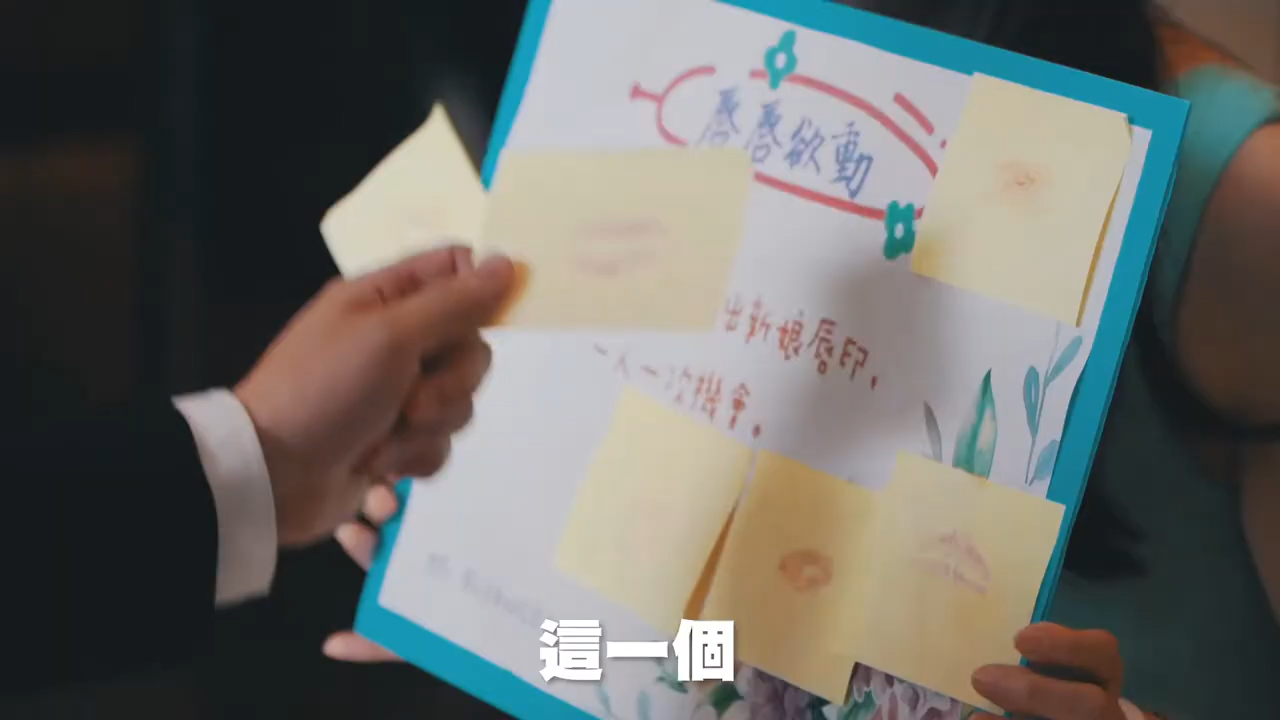 唇唇欲動
出新娘唇印,
一人一次機會。
這一個